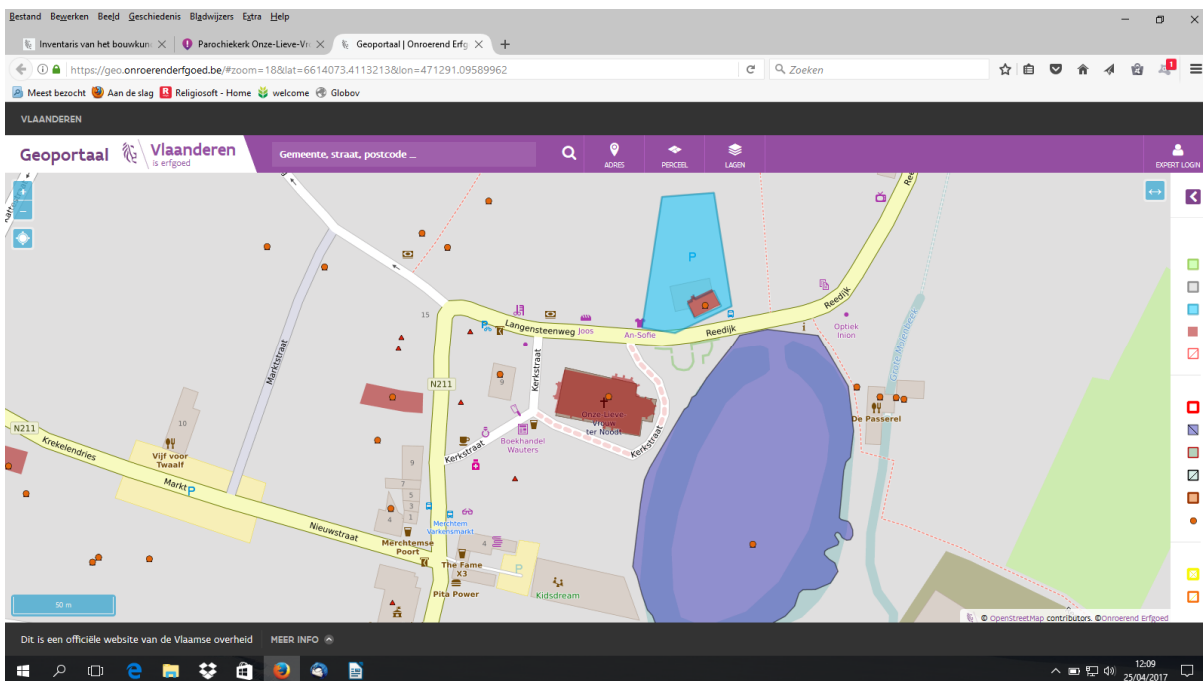 Bestand Bewerken Beeld Geschiedenis Bladwijzers Extra Help
Inventaris van het bouwkun
Parochiekerk Onze-Lieve-Vr
Geoportaal | Onroerend Erfg
https://geo.onroerenderfgoed.be/#zoom=18&lat=6614073.4113213&lon=471291.09589962
Zoeken
1
Meest bezocht Aan de slag Religiosoft - Home welcome Globov
VLAANDEREN
Geoportaal
Vlaanderen
is erfgoed
Gemeente, straat, postcode ...
ADRES
PERCEEL
LAGEN
EXPERT LOGIN
+
−
P
15
Langensteenweg
Joos
An-Sofie
Reedijk
Reedijk
Optiek
Inion
Grote Molenbeek
Marktstraat
N211
9
Kerkstraat
Onze-Lieve
Vrouw
ter Noodt
Kerkstraat
Kerkstraat
Boekhandel
Wauters
De Passerel
10
Vijf voor
Twaalf
N211
Krekelendries
Markt
P
Nieuwstraat
9
7
5
3
1
4
Merchtem
Varkensmarkt
Merchtemse
Poort
4
The Fame
X3
P
Pita Power
Kidsdream
50 m
© OpenStreetMap contributors. ©Onroerend Erfgoed
Dit is een officiële website van de Vlaamse overheid MEER INFO
12:09
25/04/2017